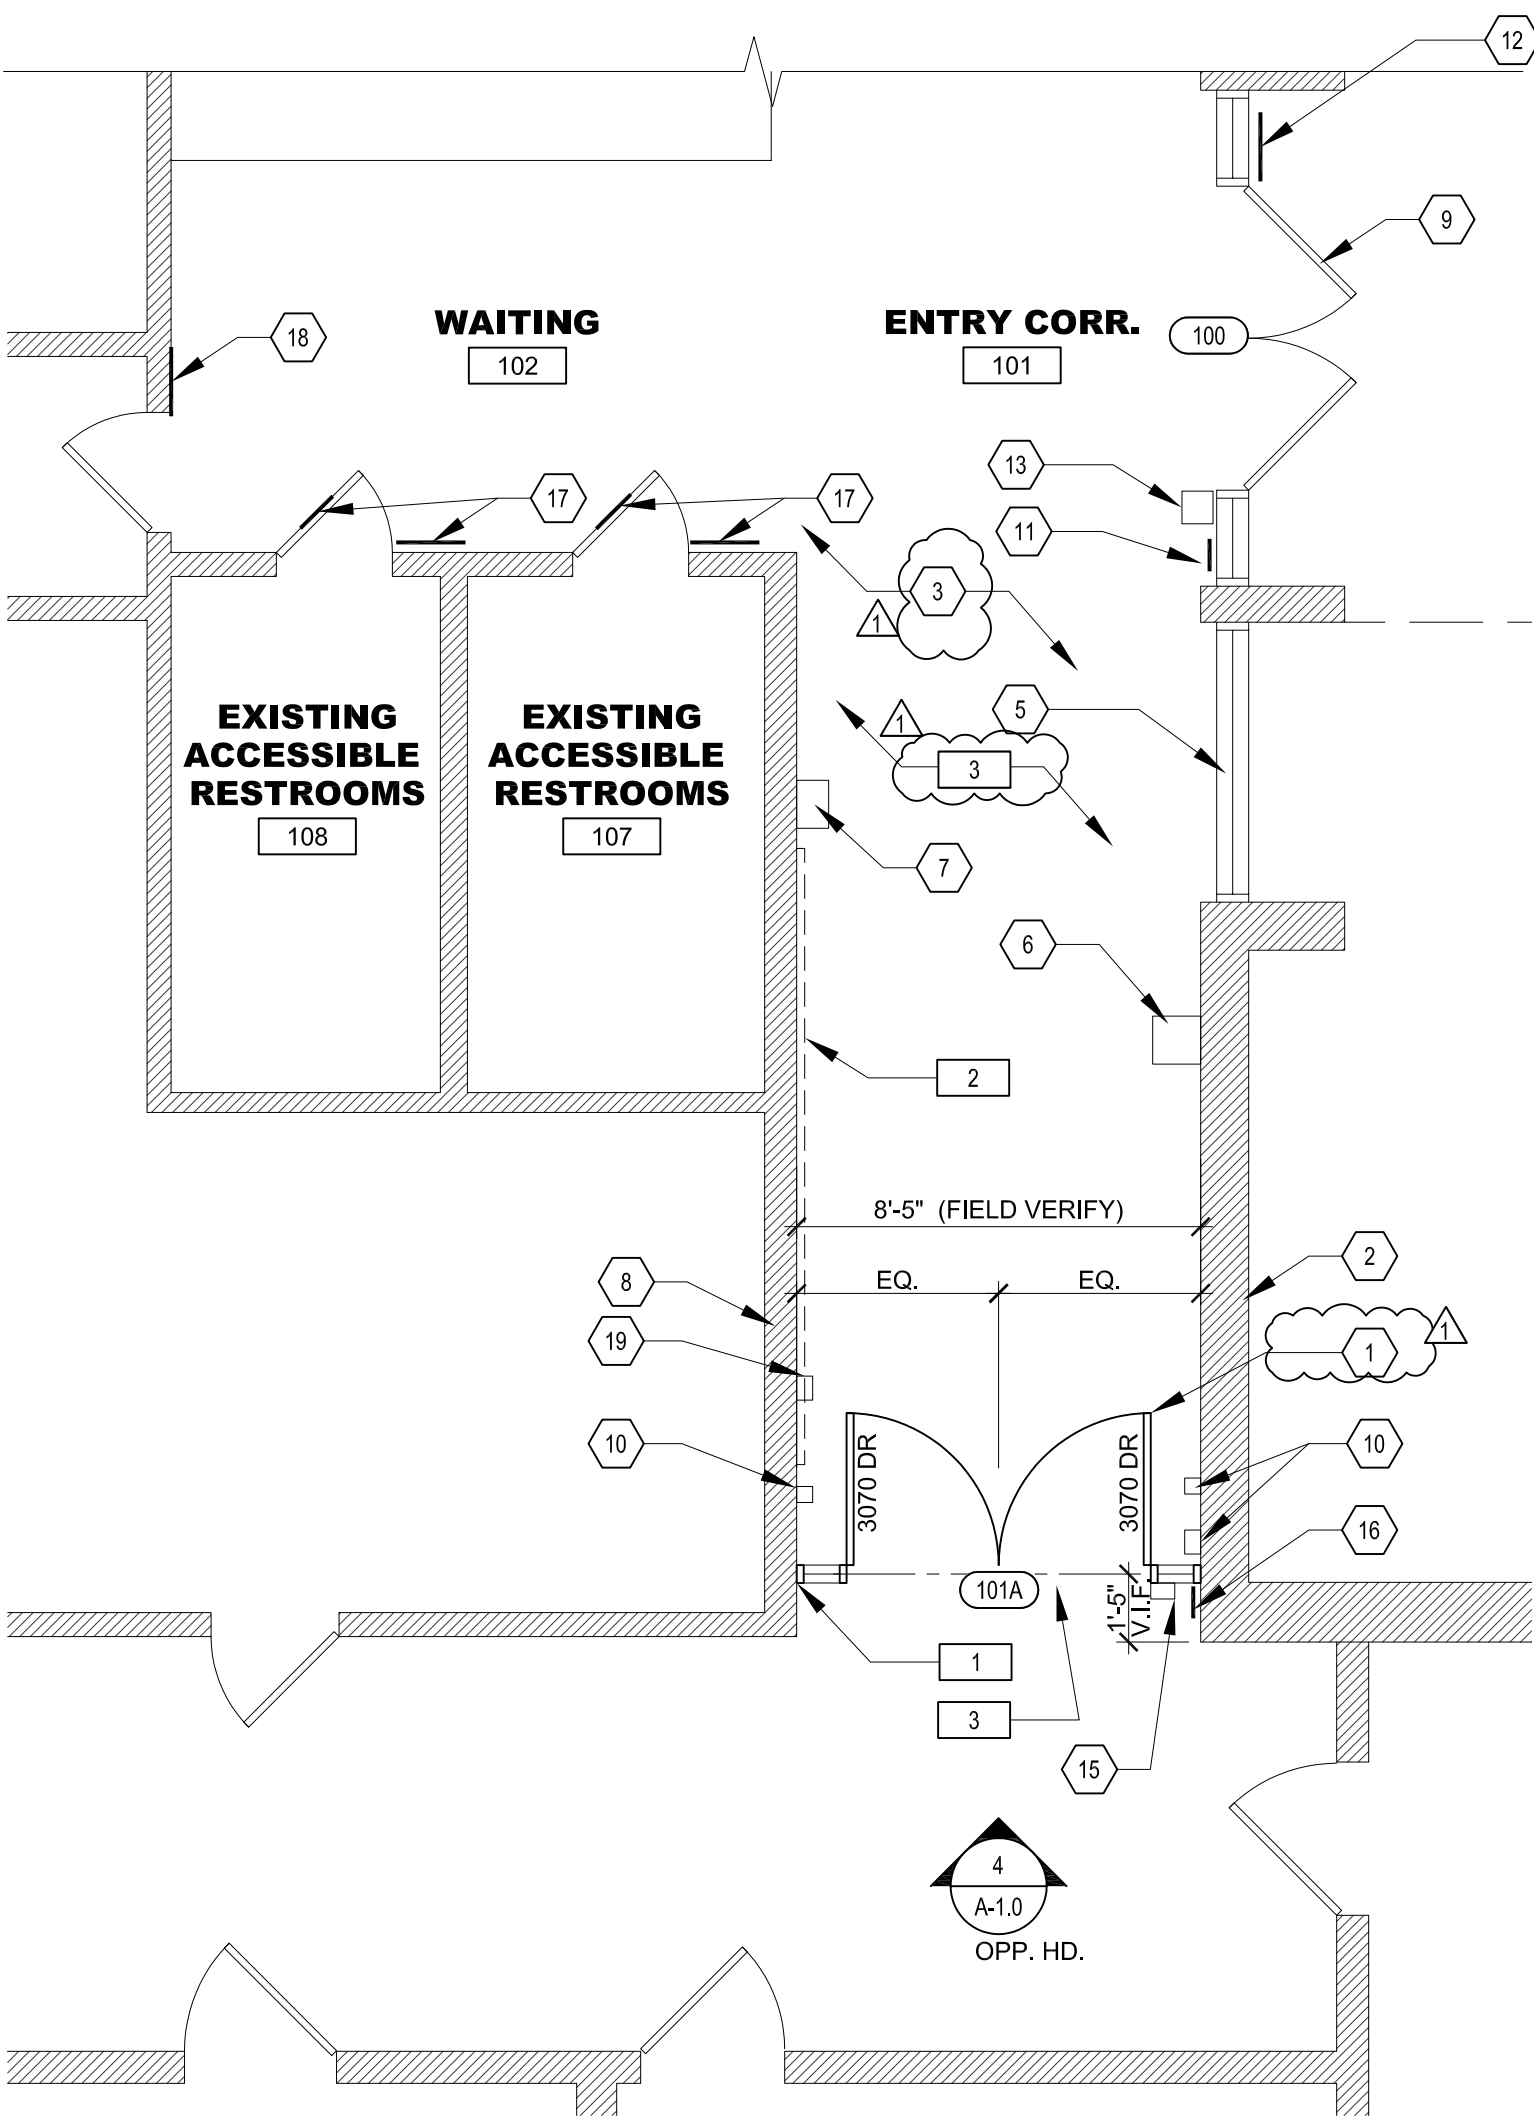 12
9
WAITING
102
ENTRY CORR.
101
100
18
17
17
13
11
3
1
5
1
3
EXISTING
ACCESSIBLE
RESTROOMS
108
EXISTING
ACCESSIBLE
RESTROOMS
107
7
6
2
8'-5" (FIELD VERIFY)
EQ.
EQ.
8
2
19
1
1
10
3070 DR
3070 DR
10
16
101A
1'-5"
V.I.F.
1
3
15
4
A-1.0
OPP. HD.